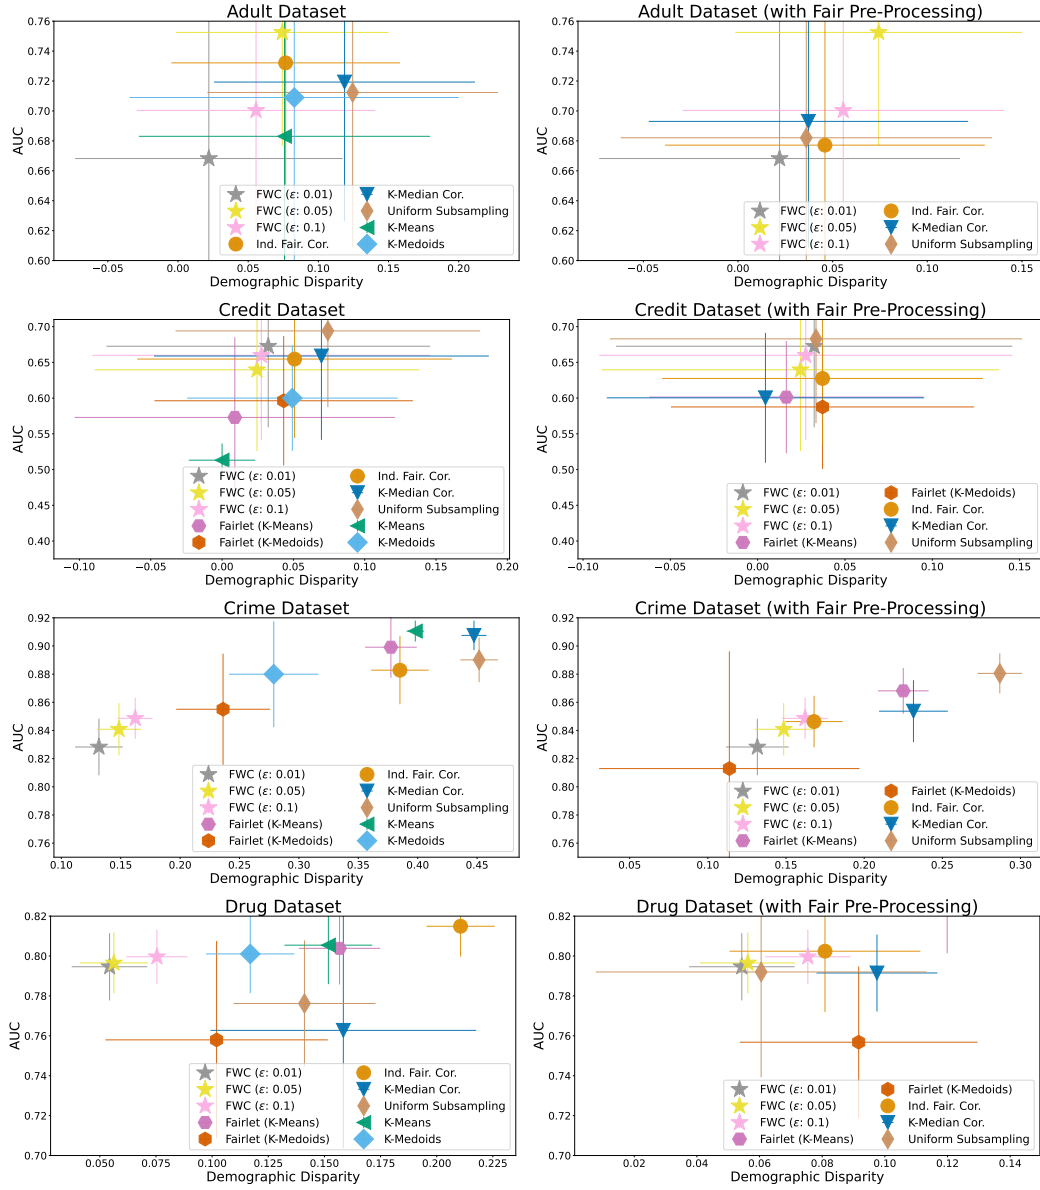 Adult Dataset
AUC
0.76
0.74
0.72
0.70
0.68
0.66
0.64
0.62
0.60
FWC (ε: 0.01)
FWC (ε: 0.05)
FWC (ε: 0.1)
Ind. Fair. Cor.
K-Median Cor.
Uniform Subsampling
K-Means
K-Medoids
−0.05 0.00 0.05 0.10 0.15 0.20
Demographic Disparity
Adult Dataset (with Fair Pre-Processing)
AUC
0.76
0.74
0.72
0.70
0.68
0.66
0.64
0.62
0.60
FWC (ε: 0.01)
FWC (ε: 0.05)
FWC (ε: 0.1)
Ind. Fair. Cor.
K-Median Cor.
Uniform Subsampling
−0.05 0.00 0.05 0.10 0.15
Demographic Disparity
Credit Dataset
AUC
0.70
0.65
0.60
0.55
0.50
0.45
0.40
FWC (ε: 0.01)
FWC (ε: 0.05)
FWC (ε: 0.1)
Fairlet (K-Means)
Fairlet (K-Medoids)
Ind. Fair. Cor.
K-Median Cor.
Uniform Subsampling
K-Means
K-Medoids
−0.10 −0.05 0.00 0.05 0.10 0.15 0.20
Demographic Disparity
Credit Dataset (with Fair Pre-Processing)
AUC
0.70
0.65
0.60
0.55
0.50
0.45
0.40
FWC (ε: 0.01)
FWC (ε: 0.05)
FWC (ε: 0.1)
Fairlet (K-Means)
Fairlet (K-Medoids)
Ind. Fair. Cor.
K-Median Cor.
Uniform Subsampling
−0.10 −0.05 0.00 0.05 0.10 0.15
Demographic Disparity
Crime Dataset
AUC
0.92
0.90
0.88
0.86
0.84
0.82
0.80
0.78
0.76
FWC (ε: 0.01)
FWC (ε: 0.05)
FWC (ε: 0.1)
Fairlet (K-Means)
Fairlet (K-Medoids)
Ind. Fair. Cor.
K-Median Cor.
Uniform Subsampling
K-Means
K-Medoids
0.10 0.15 0.20 0.25 0.30 0.35 0.40 0.45
Demographic Disparity
Crime Dataset (with Fair Pre-Processing)
AUC
0.92
0.90
0.88
0.86
0.84
0.82
0.80
0.78
0.76
FWC (ε: 0.01)
FWC (ε: 0.05)
FWC (ε: 0.1)
Fairlet (K-Means)
Fairlet (K-Medoids)
Ind. Fair. Cor.
K-Median Cor.
Uniform Subsampling
0.05 0.10 0.15 0.20 0.25 0.30
Demographic Disparity
Drug Dataset
AUC
0.82
0.80
0.78
0.76
0.74
0.72
0.70
FWC (ε: 0.01)
FWC (ε: 0.05)
FWC (ε: 0.1)
Fairlet (K-Means)
Fairlet (K-Medoids)
Ind. Fair. Cor.
K-Median Cor.
Uniform Subsampling
K-Means
K-Medoids
0.050 0.075 0.100 0.125 0.150 0.175 0.200 0.225
Demographic Disparity
Drug Dataset (with Fair Pre-Processing)
AUC
0.82
0.80
0.78
0.76
0.74
0.72
0.70
FWC (ε: 0.01)
FWC (ε: 0.05)
FWC (ε: 0.1)
Fairlet (K-Means)
Fairlet (K-Medoids)
Ind. Fair. Cor.
K-Median Cor.
Uniform Subsampling
0.02 0.04 0.06 0.08 0.10 0.12 0.14
Demographic Disparity